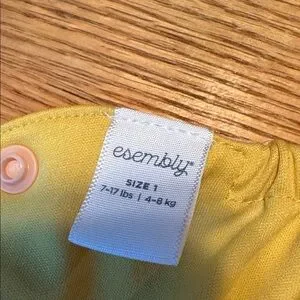 esembly®
SIZE 1
7-17 lbs | 4-8 kg